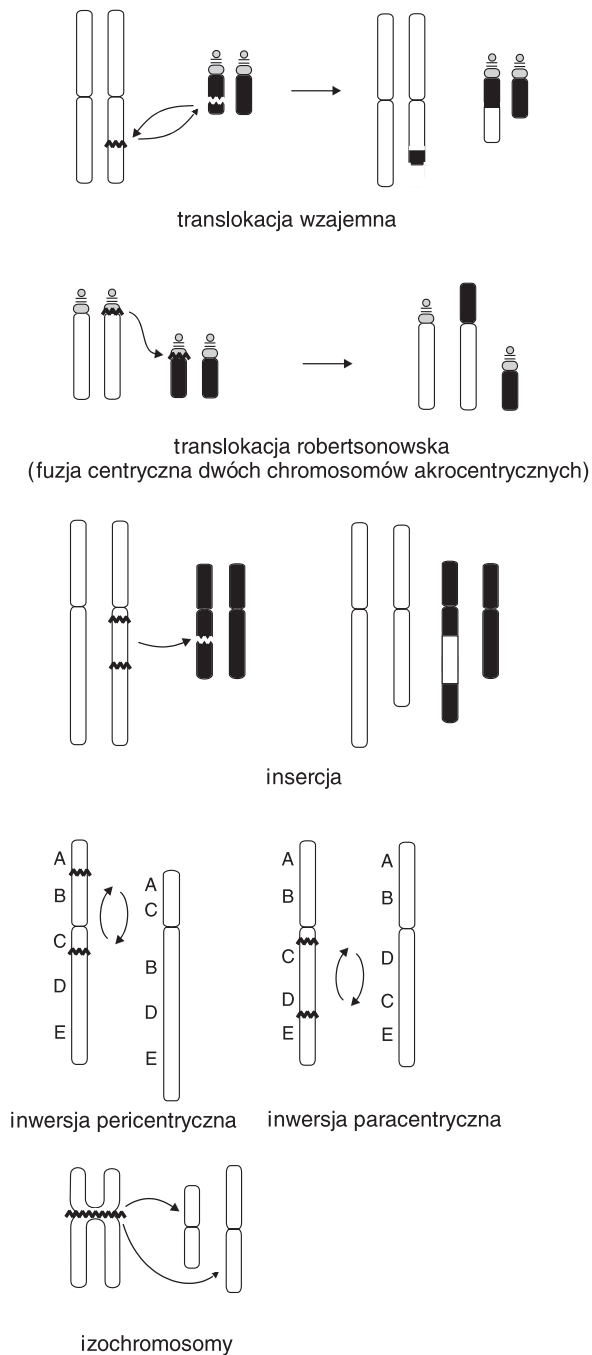 translokacja wzajemna
translokacja robertsonowska
(fuzja centryczna dwóch chromosomów akrocentrycznych)
insercja
A
B
C
D
E
A
C
B
D
E
A
B
C
D
E
A
B
D
C
E
inwersja pericentryczna
inwersja paracentryczna
izochromosomy